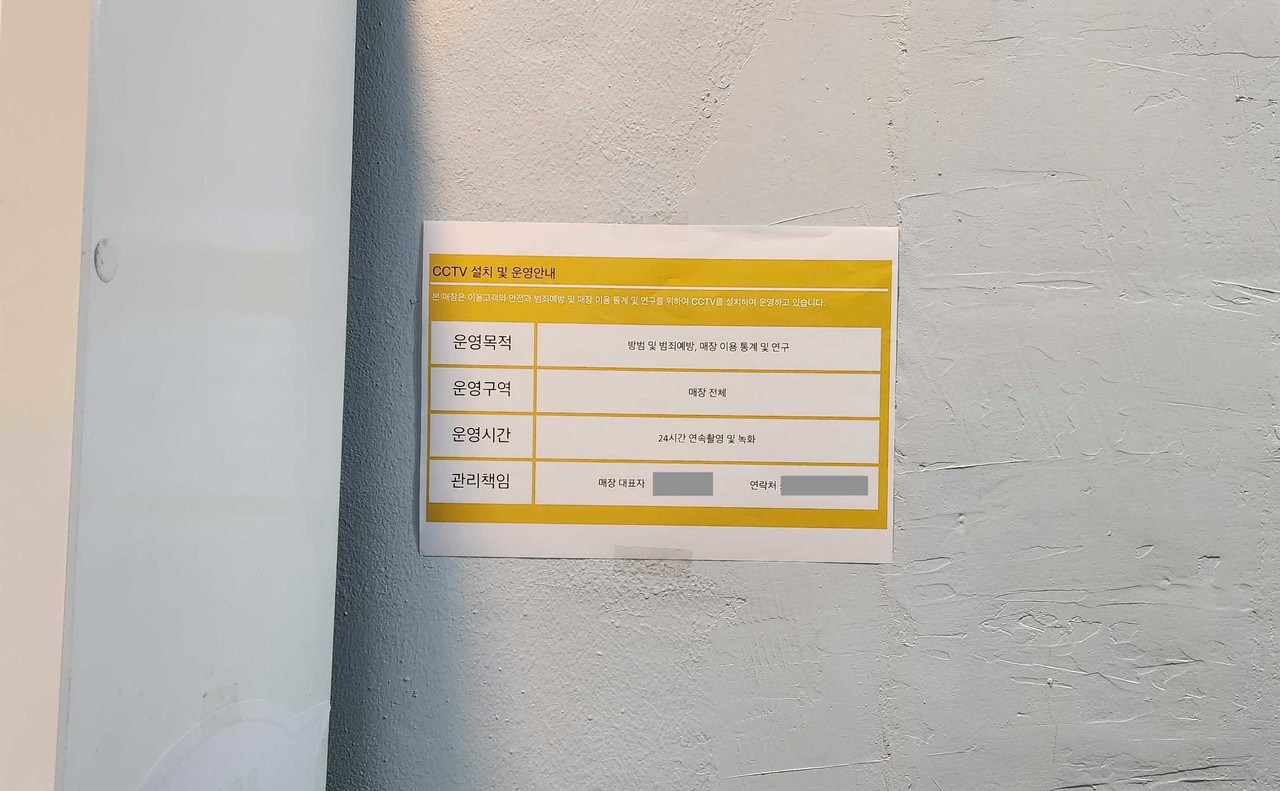 CCTV 설치 및 운영안내
본 매장은 이용고객의 안전과 범죄예방 및 매장 이용 통계 및 연구를 위하여 CCTV를 설치하여 운영하고 있습니다.
운영목적 방범 및 범죄예방, 매장 이용 통계 및 연구
운영구역 매장 전체
운영시간 24시간 연속촬영 및 녹화
관리책임 매장 대표자 연락처 :